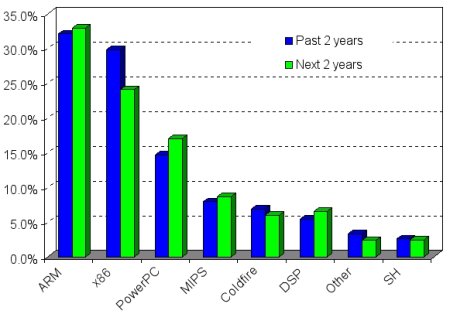 35.0%
30.0%
25.0%
20.0%
15.0%
10.0%
5.0%
0.0%
Past 2 years
Next 2 years
ARM
x86
PowerPC
MIPS
Coldfire
DSP
Other
SH